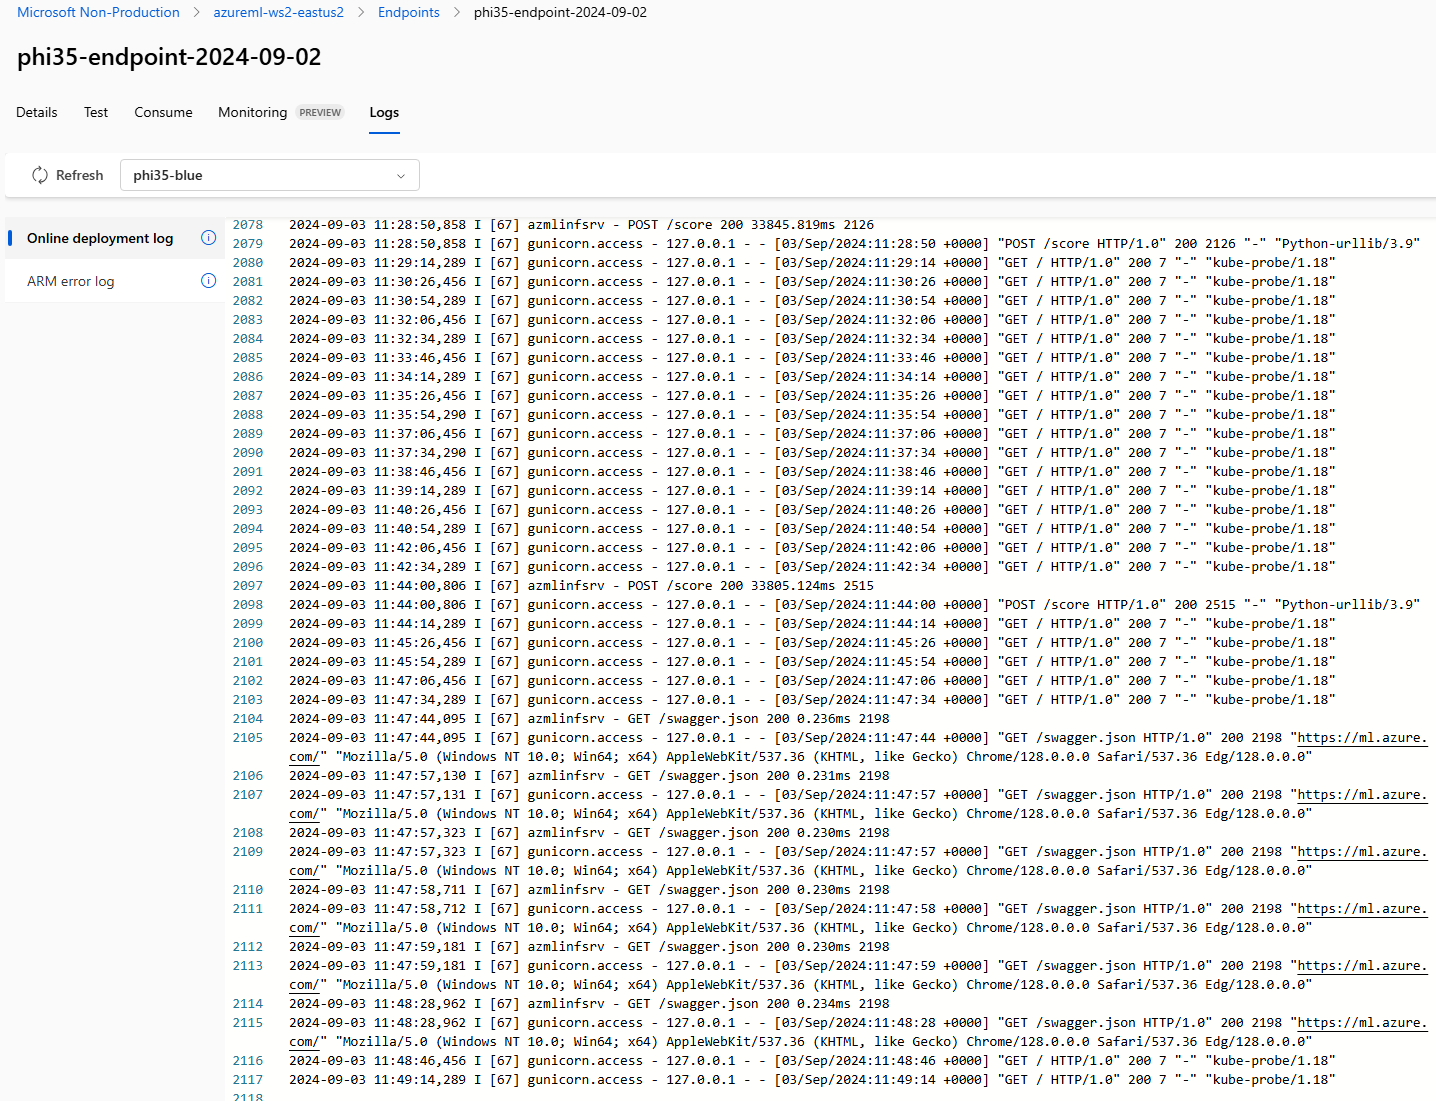 Microsoft Non-Production > azureml-ws2-eastus2 > Endpoints > phi35-endpoint-2024-09-02
phi35-endpoint-2024-09-02
Details Test Consume Monitoring PREVIEW Logs
Refresh phi35-blue
Online deployment log
ARM error log
2078 2024-09-03 11:28:50,858 I [67] azmlinfsrv - POST /score 200 33845.819ms 2126
2079 2024-09-03 11:28:50,858 I [67] gunicorn.access - 127.0.0.1 - - [03/Sep/2024:11:28:50 +0000] "POST /score HTTP/1.0" 200 2126 "-" "Python-urllib/3.9"
2080 2024-09-03 11:29:14,289 I [67] gunicorn.access - 127.0.0.1 - - [03/Sep/2024:11:29:14 +0000] "GET / HTTP/1.0" 200 7 "-" "kube-probe/1.18"
2081 2024-09-03 11:30:26,456 I [67] gunicorn.access - 127.0.0.1 - - [03/Sep/2024:11:30:26 +0000] "GET / HTTP/1.0" 200 7 "-" "kube-probe/1.18"
2082 2024-09-03 11:30:54,289 I [67] gunicorn.access - 127.0.0.1 - - [03/Sep/2024:11:30:54 +0000] "GET / HTTP/1.0" 200 7 "-" "kube-probe/1.18"
2083 2024-09-03 11:32:06,456 I [67] gunicorn.access - 127.0.0.1 - - [03/Sep/2024:11:32:06 +0000] "GET / HTTP/1.0" 200 7 "-" "kube-probe/1.18"
2084 2024-09-03 11:32:34,289 I [67] gunicorn.access - 127.0.0.1 - - [03/Sep/2024:11:32:34 +0000] "GET / HTTP/1.0" 200 7 "-" "kube-probe/1.18"
2085 2024-09-03 11:33:46,456 I [67] gunicorn.access - 127.0.0.1 - - [03/Sep/2024:11:33:46 +0000] "GET / HTTP/1.0" 200 7 "-" "kube-probe/1.18"
2086 2024-09-03 11:34:14,289 I [67] gunicorn.access - 127.0.0.1 - - [03/Sep/2024:11:34:14 +0000] "GET / HTTP/1.0" 200 7 "-" "kube-probe/1.18"
2087 2024-09-03 11:35:26,456 I [67] gunicorn.access - 127.0.0.1 - - [03/Sep/2024:11:35:26 +0000] "GET / HTTP/1.0" 200 7 "-" "kube-probe/1.18"
2088 2024-09-03 11:35:54,290 I [67] gunicorn.access - 127.0.0.1 - - [03/Sep/2024:11:35:54 +0000] "GET / HTTP/1.0" 200 7 "-" "kube-probe/1.18"
2089 2024-09-03 11:37:06,456 I [67] gunicorn.access - 127.0.0.1 - - [03/Sep/2024:11:37:06 +0000] "GET / HTTP/1.0" 200 7 "-" "kube-probe/1.18"
2090 2024-09-03 11:37:34,290 I [67] gunicorn.access - 127.0.0.1 - - [03/Sep/2024:11:37:34 +0000] "GET / HTTP/1.0" 200 7 "-" "kube-probe/1.18"
2091 2024-09-03 11:38:46,456 I [67] gunicorn.access - 127.0.0.1 - - [03/Sep/2024:11:38:46 +0000] "GET / HTTP/1.0" 200 7 "-" "kube-probe/1.18"
2092 2024-09-03 11:39:14,289 I [67] gunicorn.access - 127.0.0.1 - - [03/Sep/2024:11:39:14 +0000] "GET / HTTP/1.0" 200 7 "-" "kube-probe/1.18"
2093 2024-09-03 11:40:26,456 I [67] gunicorn.access - 127.0.0.1 - - [03/Sep/2024:11:40:26 +0000] "GET / HTTP/1.0" 200 7 "-" "kube-probe/1.18"
2094 2024-09-03 11:40:54,289 I [67] gunicorn.access - 127.0.0.1 - - [03/Sep/2024:11:40:54 +0000] "GET / HTTP/1.0" 200 7 "-" "kube-probe/1.18"
2095 2024-09-03 11:42:06,456 I [67] gunicorn.access - 127.0.0.1 - - [03/Sep/2024:11:42:06 +0000] "GET / HTTP/1.0" 200 7 "-" "kube-probe/1.18"
2096 2024-09-03 11:42:34,289 I [67] gunicorn.access - 127.0.0.1 - - [03/Sep/2024:11:42:34 +0000] "GET / HTTP/1.0" 200 7 "-" "kube-probe/1.18"
2097 2024-09-03 11:44:00,806 I [67] azmlinfsrv - POST /score 200 33805.124ms 2515
2098 2024-09-03 11:44:00,806 I [67] gunicorn.access - 127.0.0.1 - - [03/Sep/2024:11:44:00 +0000] "POST /score HTTP/1.0" 200 2515 "-" "Python-urllib/3.9"
2099 2024-09-03 11:44:14,289 I [67] gunicorn.access - 127.0.0.1 - - [03/Sep/2024:11:44:14 +0000] "GET / HTTP/1.0" 200 7 "-" "kube-probe/1.18"
2100 2024-09-03 11:45:26,456 I [67] gunicorn.access - 127.0.0.1 - - [03/Sep/2024:11:45:26 +0000] "GET / HTTP/1.0" 200 7 "-" "kube-probe/1.18"
2101 2024-09-03 11:45:54,289 I [67] gunicorn.access - 127.0.0.1 - - [03/Sep/2024:11:45:54 +0000] "GET / HTTP/1.0" 200 7 "-" "kube-probe/1.18"
2102 2024-09-03 11:47:06,456 I [67] gunicorn.access - 127.0.0.1 - - [03/Sep/2024:11:47:06 +0000] "GET / HTTP/1.0" 200 7 "-" "kube-probe/1.18"
2103 2024-09-03 11:47:34,289 I [67] gunicorn.access - 127.0.0.1 - - [03/Sep/2024:11:47:34 +0000] "GET / HTTP/1.0" 200 7 "-" "kube-probe/1.18"
2104 2024-09-03 11:47:44,095 I [67] azmlinfsrv - GET /swagger.json 200 0.236ms 2198
2105 2024-09-03 11:47:44,095 I [67] gunicorn.access - 127.0.0.1 - - [03/Sep/2024:11:47:44 +0000] "GET /swagger.json HTTP/1.0" 200 2198 "https://ml.azure.
com/" "Mozilla/5.0 (Windows NT 10.0; Win64; x64) AppleWebKit/537.36 (KHTML, like Gecko) Chrome/128.0.0.0 Safari/537.36 Edg/128.0.0.0"
2106 2024-09-03 11:47:57,130 I [67] azmlinfsrv - GET /swagger.json 200 0.231ms 2198
2107 2024-09-03 11:47:57,131 I [67] gunicorn.access - 127.0.0.1 - - [03/Sep/2024:11:47:57 +0000] "GET /swagger.json HTTP/1.0" 200 2198 "https://ml.azure.
com/" "Mozilla/5.0 (Windows NT 10.0; Win64; x64) AppleWebKit/537.36 (KHTML, like Gecko) Chrome/128.0.0.0 Safari/537.36 Edg/128.0.0.0"
2108 2024-09-03 11:47:57,323 I [67] azmlinfsrv - GET /swagger.json 200 0.230ms 2198
2109 2024-09-03 11:47:57,323 I [67] gunicorn.access - 127.0.0.1 - - [03/Sep/2024:11:47:57 +0000] "GET /swagger.json HTTP/1.0" 200 2198 "https://ml.azure.
com/" "Mozilla/5.0 (Windows NT 10.0; Win64; x64) AppleWebKit/537.36 (KHTML, like Gecko) Chrome/128.0.0.0 Safari/537.36 Edg/128.0.0.0"
2110 2024-09-03 11:47:58,711 I [67] azmlinfsrv - GET /swagger.json 200 0.230ms 2198
2111 2024-09-03 11:47:58,712 I [67] gunicorn.access - 127.0.0.1 - - [03/Sep/2024:11:47:58 +0000] "GET /swagger.json HTTP/1.0" 200 2198 "https://ml.azure.
com/" "Mozilla/5.0 (Windows NT 10.0; Win64; x64) AppleWebKit/537.36 (KHTML, like Gecko) Chrome/128.0.0.0 Safari/537.36 Edg/128.0.0.0"
2112 2024-09-03 11:47:59,181 I [67] azmlinfsrv - GET /swagger.json 200 0.230ms 2198
2113 2024-09-03 11:47:59,181 I [67] gunicorn.access - 127.0.0.1 - - [03/Sep/2024:11:47:59 +0000] "GET /swagger.json HTTP/1.0" 200 2198 "https://ml.azure.
com/" "Mozilla/5.0 (Windows NT 10.0; Win64; x64) AppleWebKit/537.36 (KHTML, like Gecko) Chrome/128.0.0.0 Safari/537.36 Edg/128.0.0.0"
2114 2024-09-03 11:48:28,962 I [67] azmlinfsrv - GET /swagger.json 200 0.234ms 2198
2115 2024-09-03 11:48:28,962 I [67] gunicorn.access - 127.0.0.1 - - [03/Sep/2024:11:48:28 +0000] "GET /swagger.json HTTP/1.0" 200 2198 "https://ml.azure.
com/" "Mozilla/5.0 (Windows NT 10.0; Win64; x64) AppleWebKit/537.36 (KHTML, like Gecko) Chrome/128.0.0.0 Safari/537.36 Edg/128.0.0.0"
2116 2024-09-03 11:48:46,456 I [67] gunicorn.access - 127.0.0.1 - - [03/Sep/2024:11:48:46 +0000] "GET / HTTP/1.0" 200 7 "-" "kube-probe/1.18"
2117 2024-09-03 11:49:14,289 I [67] gunicorn.access - 127.0.0.1 - - [03/Sep/2024:11:49:14 +0000] "GET / HTTP/1.0" 200 7 "-" "kube-probe/1.18"
2118